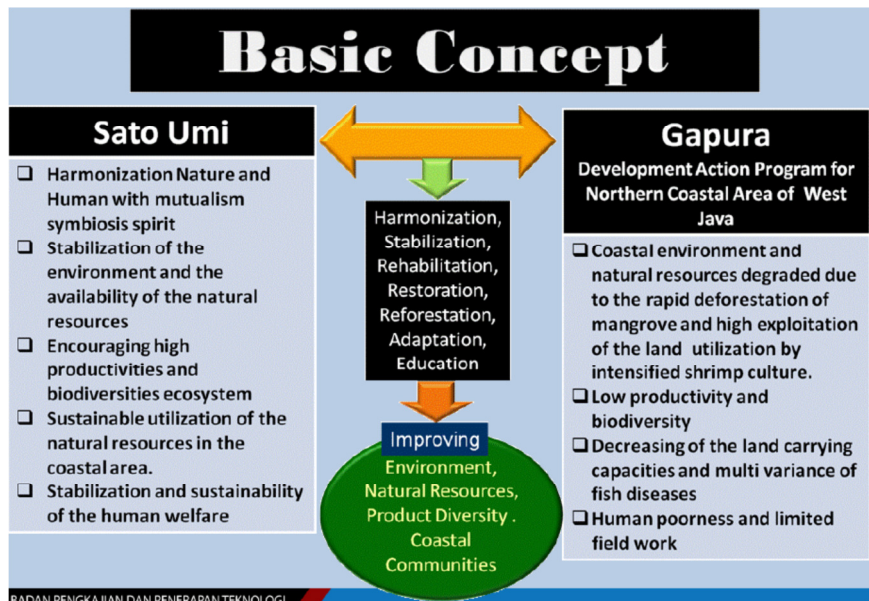 Basic Concept
Sato Umi
❑ Harmonization Nature and
Human with mutualism
symbiosis spirit
❑ Stabilization of the
environment and the
availability of the natural
resources
❑ Encouraging high
productivities and
biodiversities ecosystem
❑ Sustainable utilization of the
natural resources in the
coastal area.
❑ Stabilization and sustainability
of the human welfare
Harmonization,
Stabilization,
Rehabilitation,
Restoration,
Reforestation,
Adaptation,
Education
Improving
Environment,
Natural Resources,
Product Diversity .
Coastal
Communities
Gapura
Development Action Program for
Northern Coastal Area of West
Java
❑ Coastal environment and
natural resources degraded due
to the rapid deforestation of
mangrove and high exploitation
of the land utilization by
intensified shrimp culture.
❑ Low productivity and
biodiversity
❑ Decreasing of the land carrying
capacities and multi variance of
fish diseases
❑ Human poorness and limited
field work
BADAN PENGKAJIAN DAN PENERAPAN TEKNOLOGI